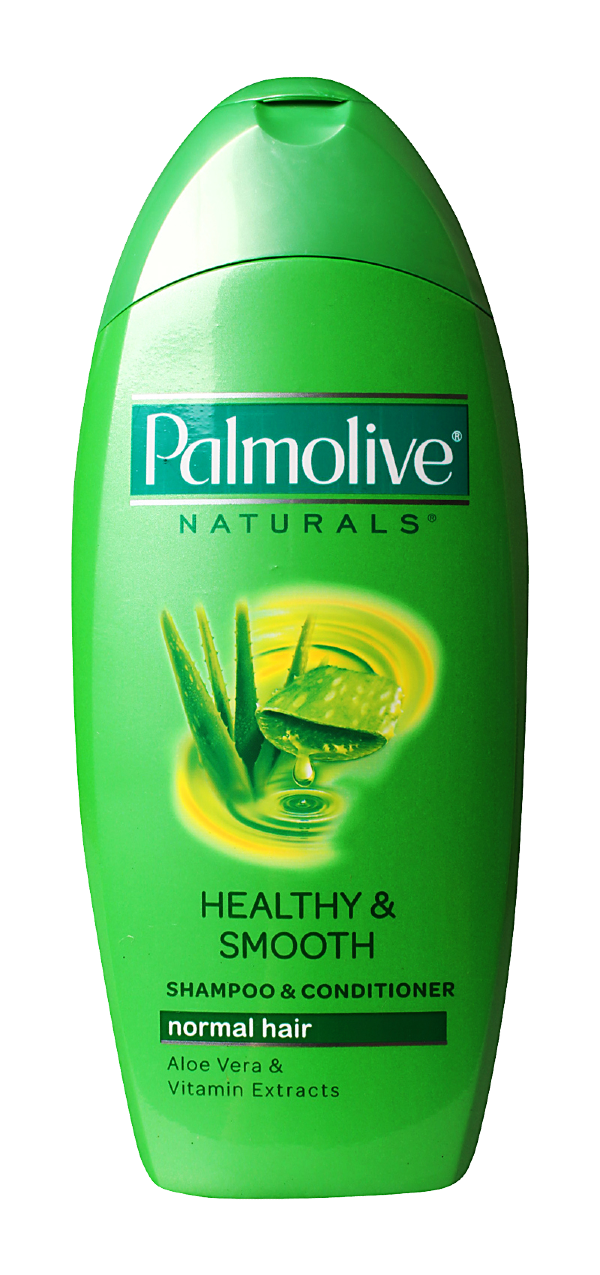 Palmolive®
NATURALS®
HEALTHY &
SMOOTH
SHAMPOO & CONDITIONER
normal hair
Aloe Vera &
Vitamin Extracts